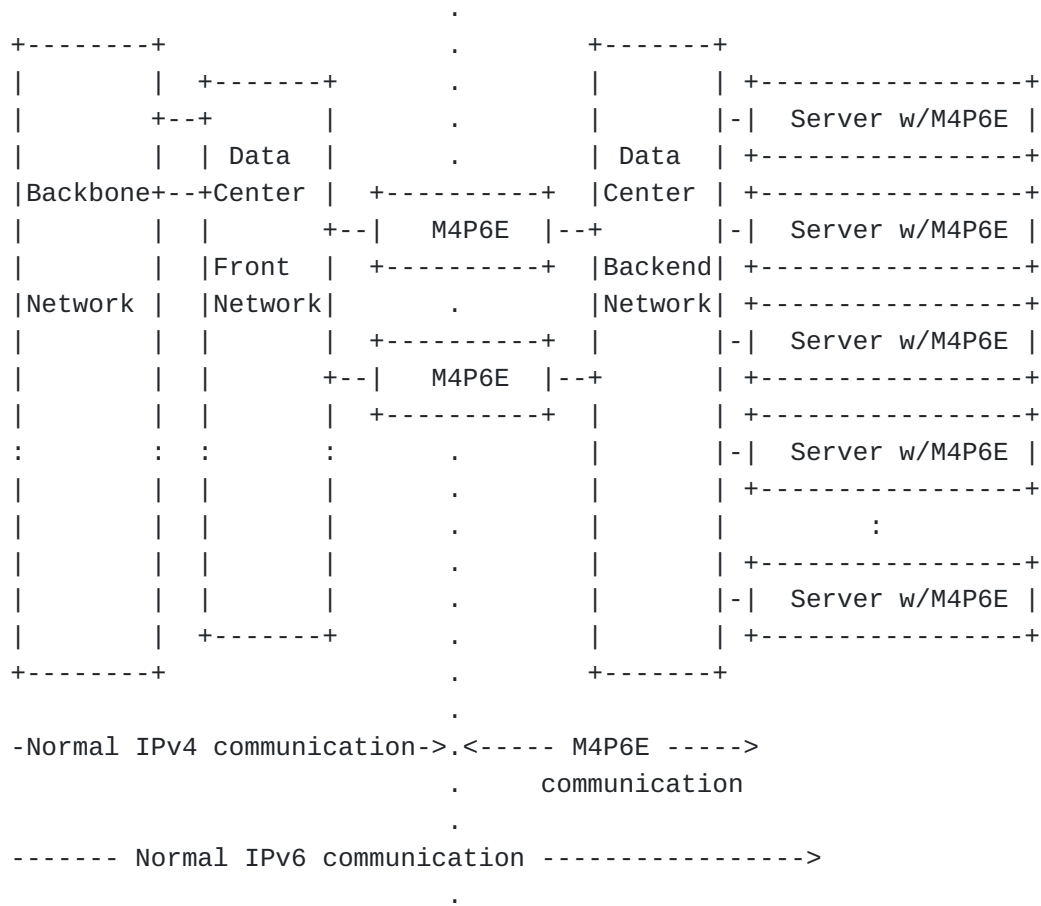 Server w/M4P6E
Data Data
Backbone Center Center
M4P6E Server w/M4P6E
Front Backend
Network Network Network
Server w/M4P6E
M4P6E
Server w/M4P6E
Server w/M4P6E
-Normal IPv4 communication-> <----- M4P6E ----->
communication
------- Normal IPv6 communication ----------------->